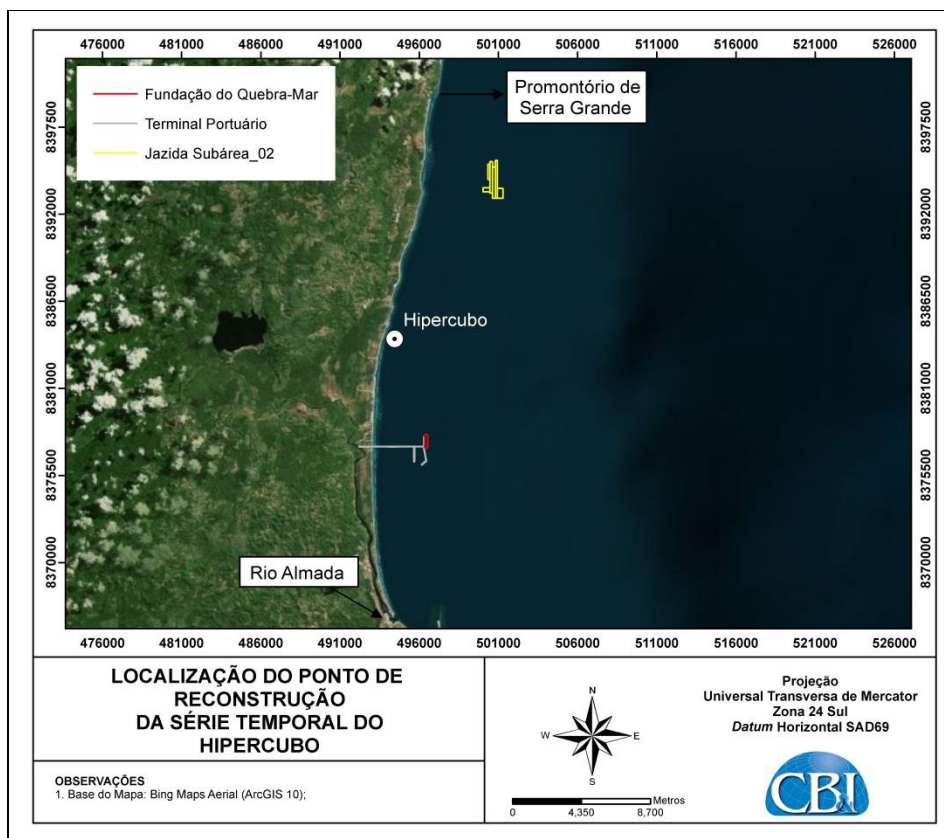 476000 481000 486000 491000 496000 501000 506000 511000 516000 521000 526000
Fundação do Quebra-Mar
Terminal Portuário
Jazida Subárea_02
Promontório de
Serra Grande
Hipercubo
Rio Almada
8397500
8392000
8386500
8381000
8375500
8370000
8397500
8392000
8386500
8381000
8375500
8370000
476000 481000 486000 491000 496000 501000 506000 511000 516000 521000 526000
LOCALIZAÇÃO DO PONTO DE
RECONSTRUÇÃO
DA SÉRIE TEMPORAL DO
HIPERCUBO
OBSERVAÇÕES
1. Base do Mapa: Bing Maps Aerial (ArcGIS 10);
N
W E
S
Metros
0 4,350 8,700
Projeção
Universal Transversa de Mercator
Zona 24 Sul
Datum Horizontal SAD69
CB&I